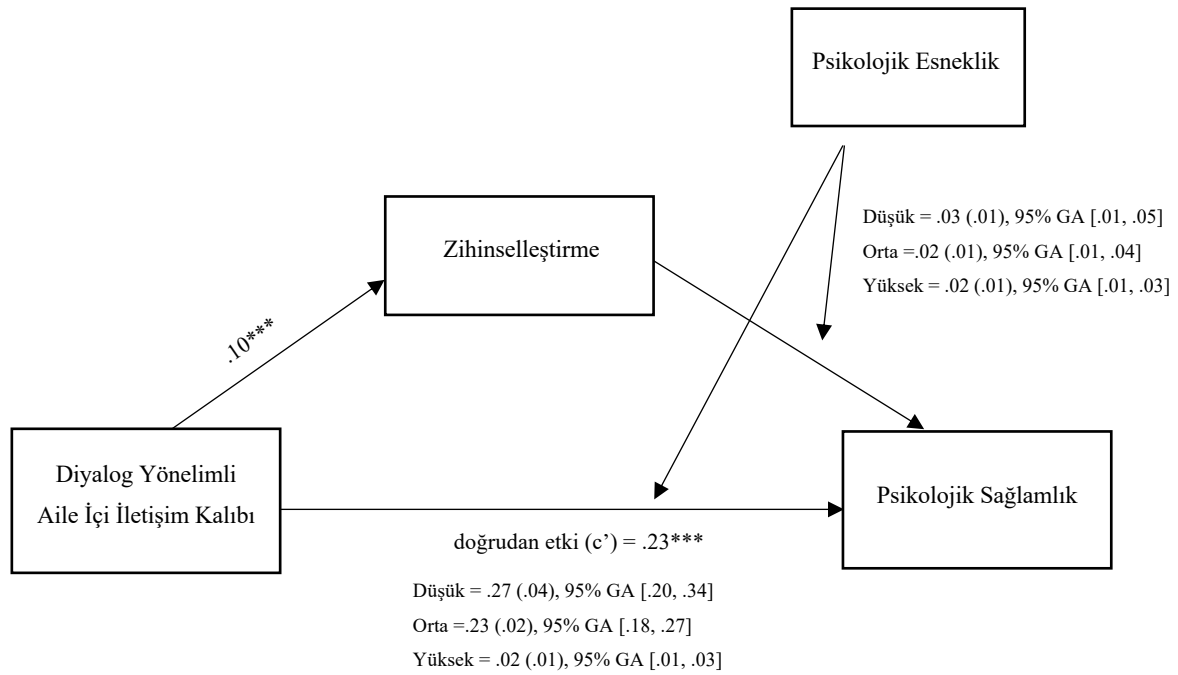 Psikolojik Esneklik
Zihinselleştirme
Düşük = .03 (.01), 95% GA [.01, .05]
Orta =.02 (.01), 95% GA [.01, .04]
Yüksek = .02 (.01), 95% GA [.01, .03]
.10***
Diyalog Yönelimli
Aile İçi İletişim Kalıbı
Psikolojik Sağlamlık
doğrudan etki (c’) = .23***
Düşük = .27 (.04), 95% GA [.20, .34]
Orta =.23 (.02), 95% GA [.18, .27]
Yüksek = .02 (.01), 95% GA [.01, .03]